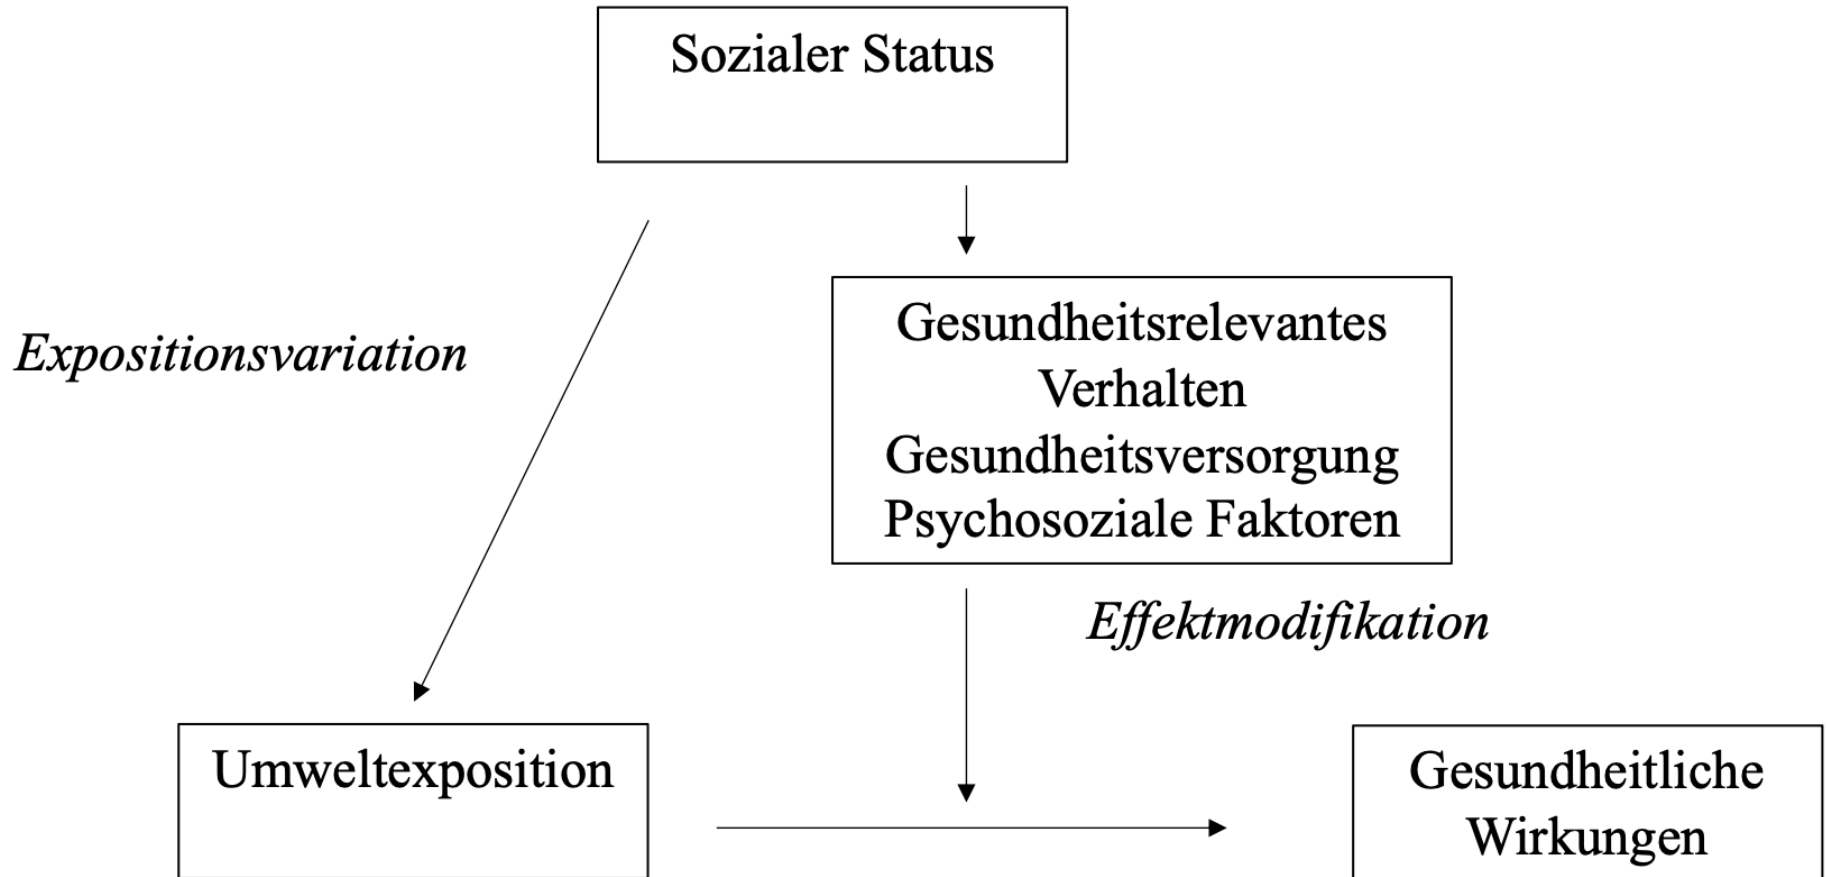 Sozialer Status
Expositionsvariation
Gesundheitsrelevantes
Verhalten
Gesundheitsversorgung
Psychosoziale Faktoren
Effektmodifikation
Umweltexposition
Gesundheitliche
Wirkungen